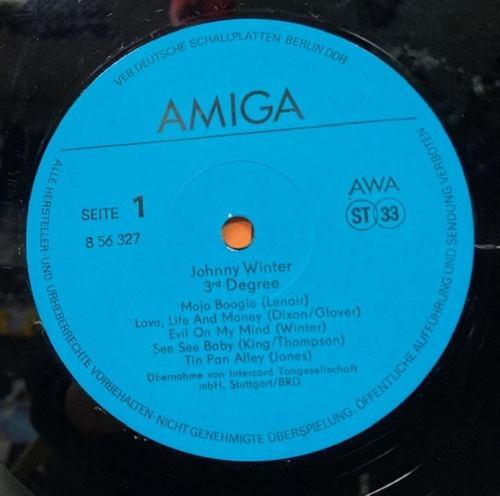 VEB DEUTSCHE SCHALLPLATTEN BERLIN DDR
AMIGA
SEITE 1
8 56 327
AWA
ST 33
Johnny Winter
3rd Degree
Mojo Boogie (Lenoir)
Love, Life And Money (Dixon/Glover)
Evil On My Mind (Winter)
See See Baby (King/Thompson)
Tin Pan Alley (Jones)
Übernahme von Intercord Tongesellschaft
mbH, Stuttgart/BRD
ALLE HERSTELLER- UND URHEBERRECHTE VORBEHALTEN · NICHT GENEHMIGTE ÜBERSPIELUNG, ÖFFENTLICHE AUFFÜHRUNG UND SENDUNG VERBOTEN